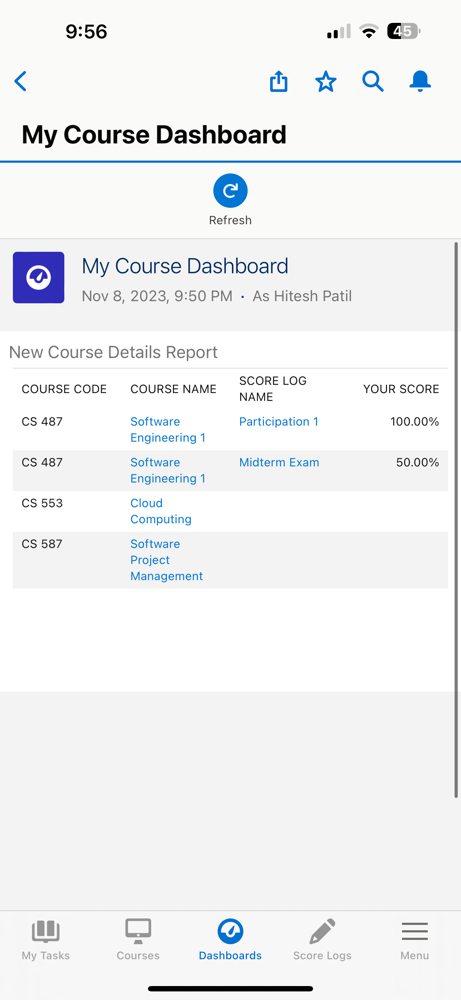 9:56
45
My Course Dashboard
Refresh
My Course Dashboard
Nov 8, 2023, 9:50 PM • As Hitesh Patil
New Course Details Report
COURSE CODE COURSE NAME SCORE LOG NAME YOUR SCORE
CS 487 Software Engineering 1 Participation 1 100.00%
CS 487 Software Engineering 1 Midterm Exam 50.00%
CS 553 Cloud Computing
CS 587 Software Project Management
My Tasks Courses Dashboards Score Logs Menu